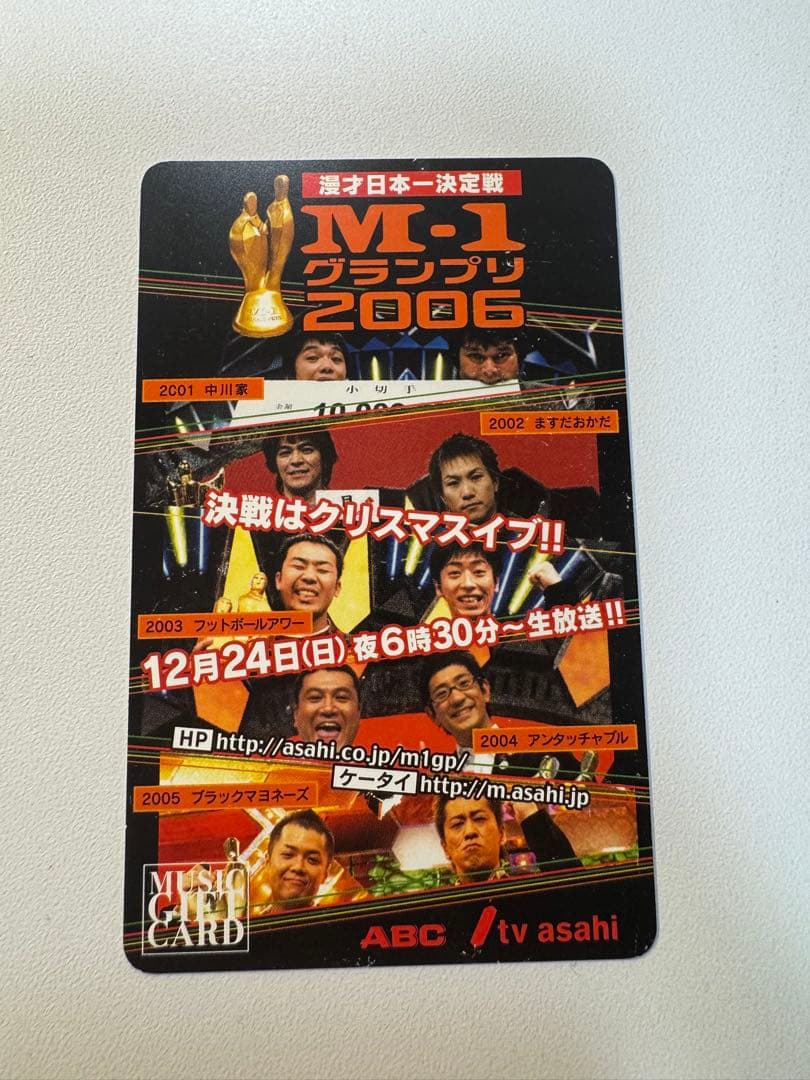 漫才日本一決定戦
M-1
グランプリ
2006
M-1
2001 中川家
小切手
金額
10,000
2002 ますだおかだ
決戦はクリスマスイブ!!
2003 フットボールアワー
12月24日(日) 夜6時30分～生放送!!
HP http://asahi.co.jp/m1gp/
2004 アンタッチャブル
ケータイ http://m.asahi.jp
2005 ブラックマヨネーズ
MUSIC
GIFT
CARD
ABC
tv asahi